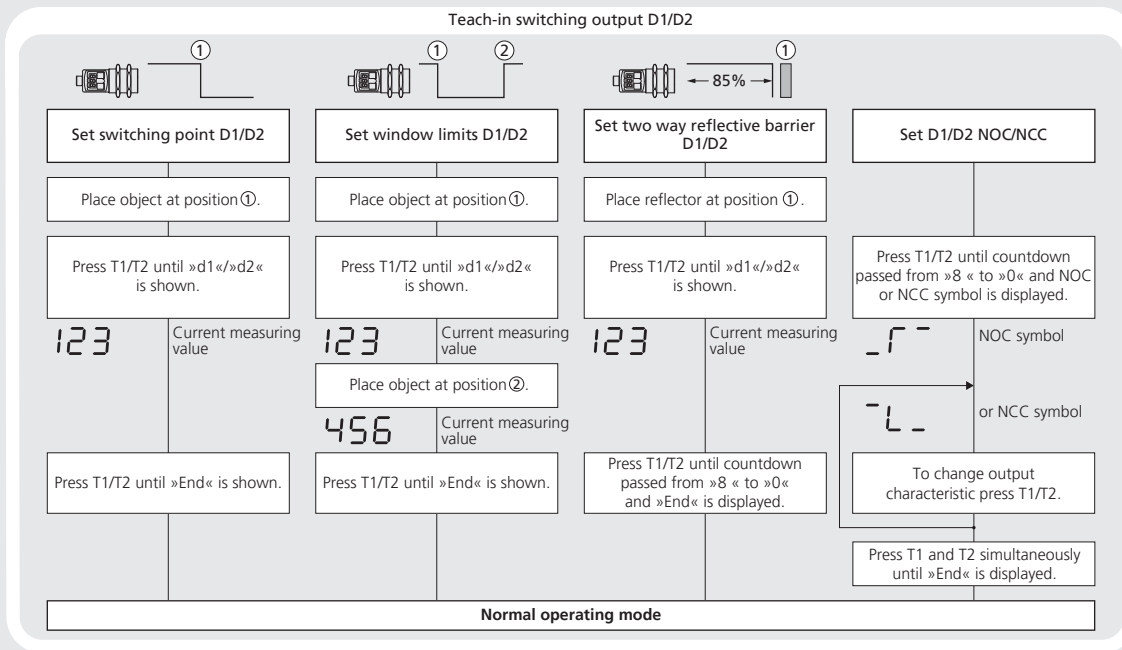 Teach-in switching output D1/D2
①
① ②
①
85%
Set switching point D1/D2
Place object at position ①.
Press T1/T2 until »d1«/»d2«
is shown.
123
Current measuring
value
Press T1/T2 until »End« is shown.
Set window limits D1/D2
Place object at position ①.
Press T1/T2 until »d1«/»d2«
is shown.
123
Current measuring
value
Place object at position ②.
456
Current measuring
value
Press T1/T2 until »End« is shown.
Set two way reflective barrier
D1/D2
Place reflector at position ①.
Press T1/T2 until »d1«/»d2«
is shown.
123
Current measuring
value
Press T1/T2 until countdown
passed from »8 « to »0«
and »End« is displayed.
Set D1/D2 NOC/NCC
Press T1/T2 until countdown
passed from »8 « to »0« and NOC
or NCC symbol is displayed.
NOC symbol
or NCC symbol
To change output
characteristic press T1/T2.
Press T1 and T2 simultaneously
until »End« is displayed.
Normal operating mode